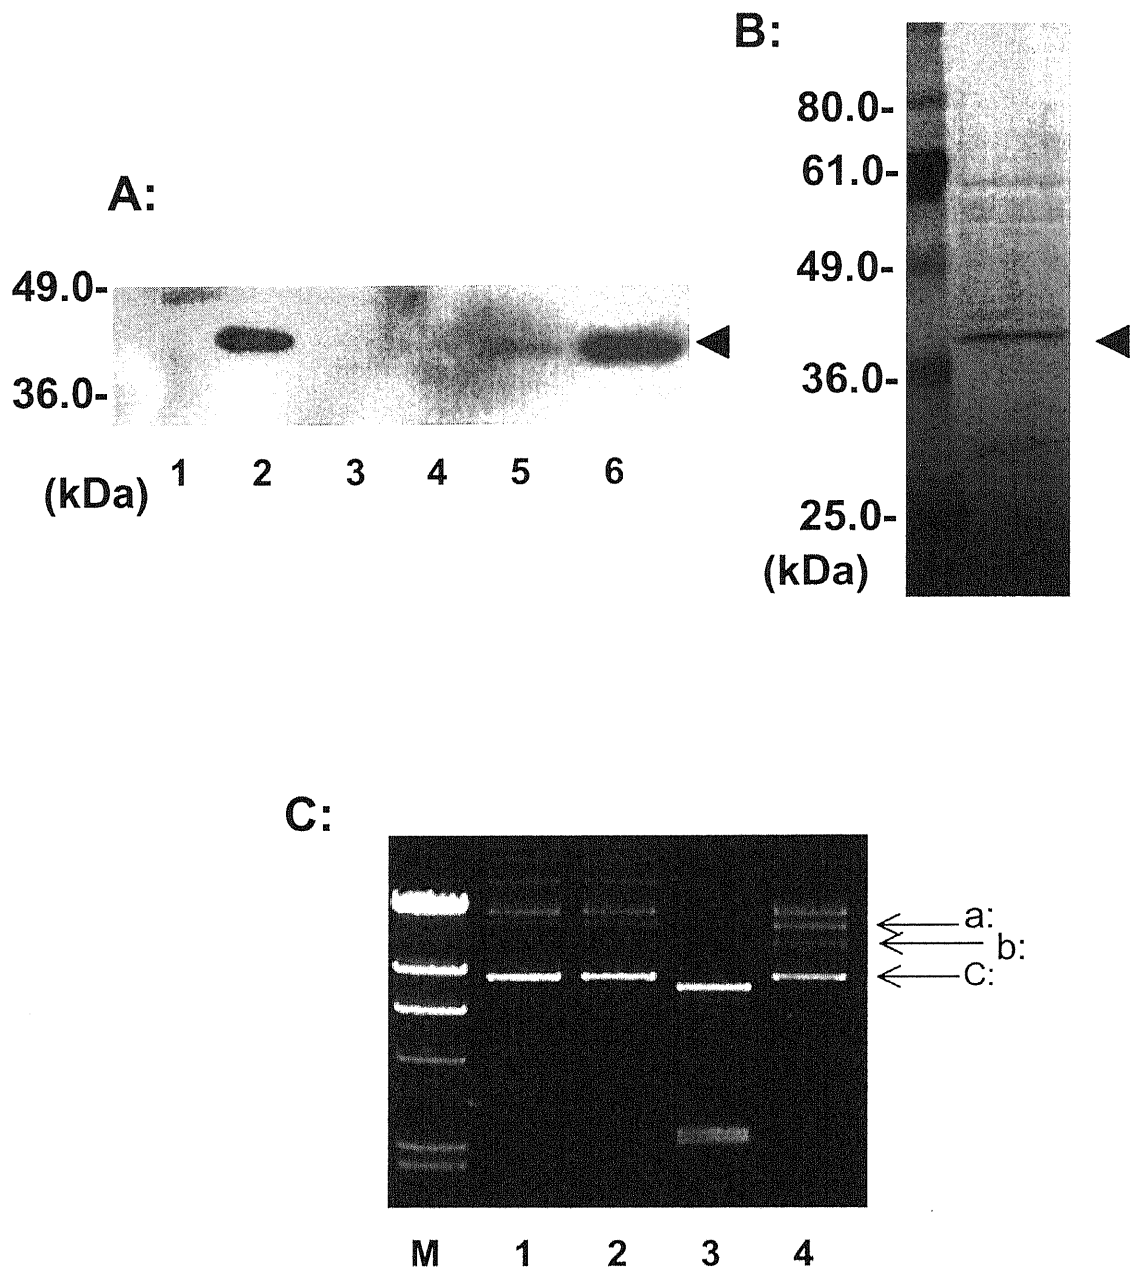 B:
80.0-
61.0-
49.0-
36.0-
25.0-
(kDa)
A:
49.0-
36.0-
(kDa)
1 2 3 4 5 6
C:
a:
b:
C:
M 1 2 3 4